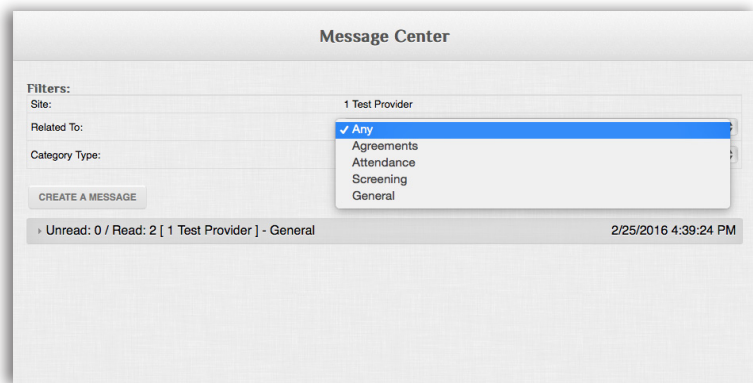 Message Center
Filters:
Site: 1 Test Provider
Related To:
✓ Any
Agreements
Category Type:
Attendance
Screening
General
CREATE A MESSAGE
Unread: 0 / Read: 2 [ 1 Test Provider ] - General 2/25/2016 4:39:24 PM